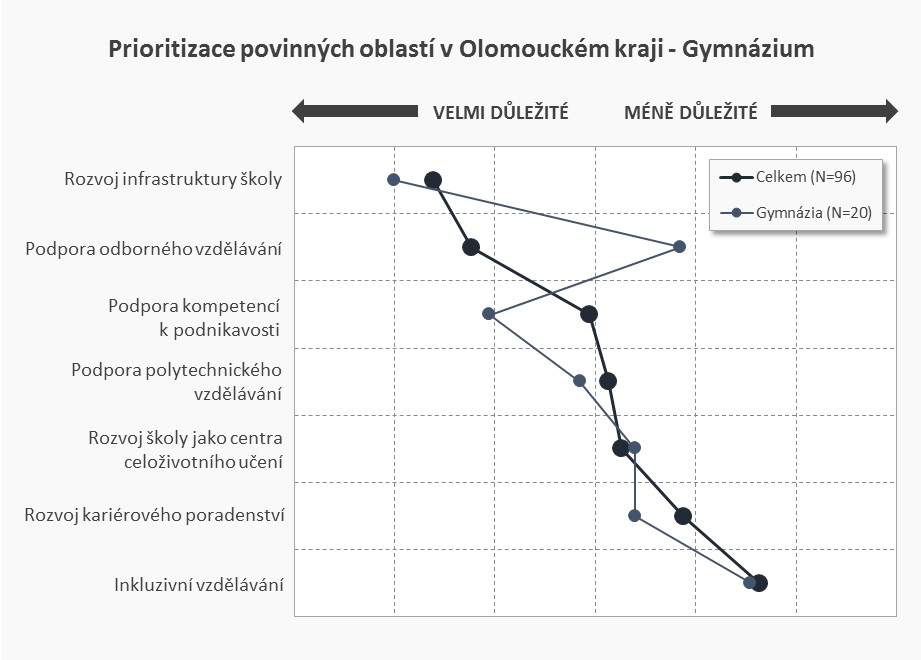 Prioritizace povinných oblastí v Olomouckém kraji - Gymnázium
VELMI DŮLEŽITÉ
MÉNĚ DŮLEŽITÉ
Celkem (N=96)
Gymnázia (N=20)
Rozvoj infrastruktury školy
Podpora odborného vzdělávání
Podpora kompetencí
k podnikavosti
Podpora polytechnického
vzdělávání
Rozvoj školy jako centra
celoživotního učení
Rozvoj kariérového poradenství
Inkluzivní vzdělávání